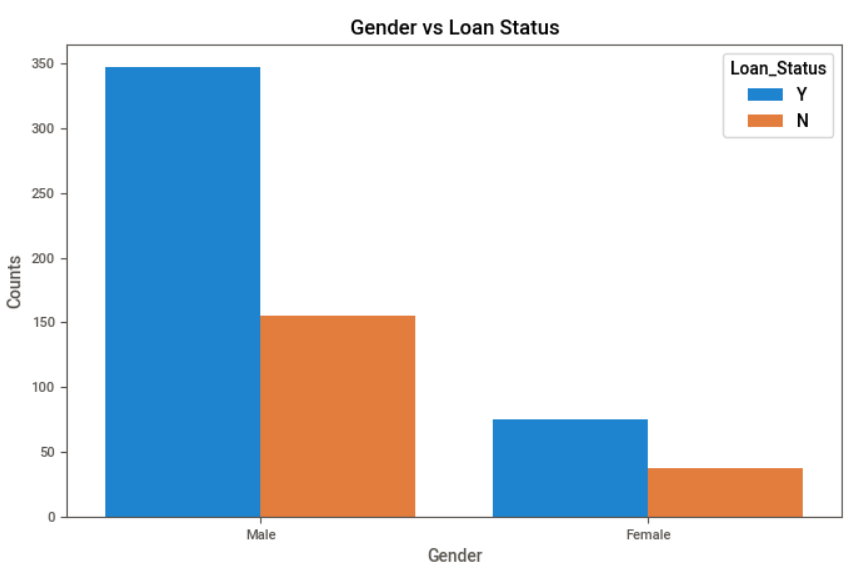 Gender vs Loan Status
Loan_Status
Y
N
350
300
250
200
150
100
50
0
Counts
Male
Female
Gender